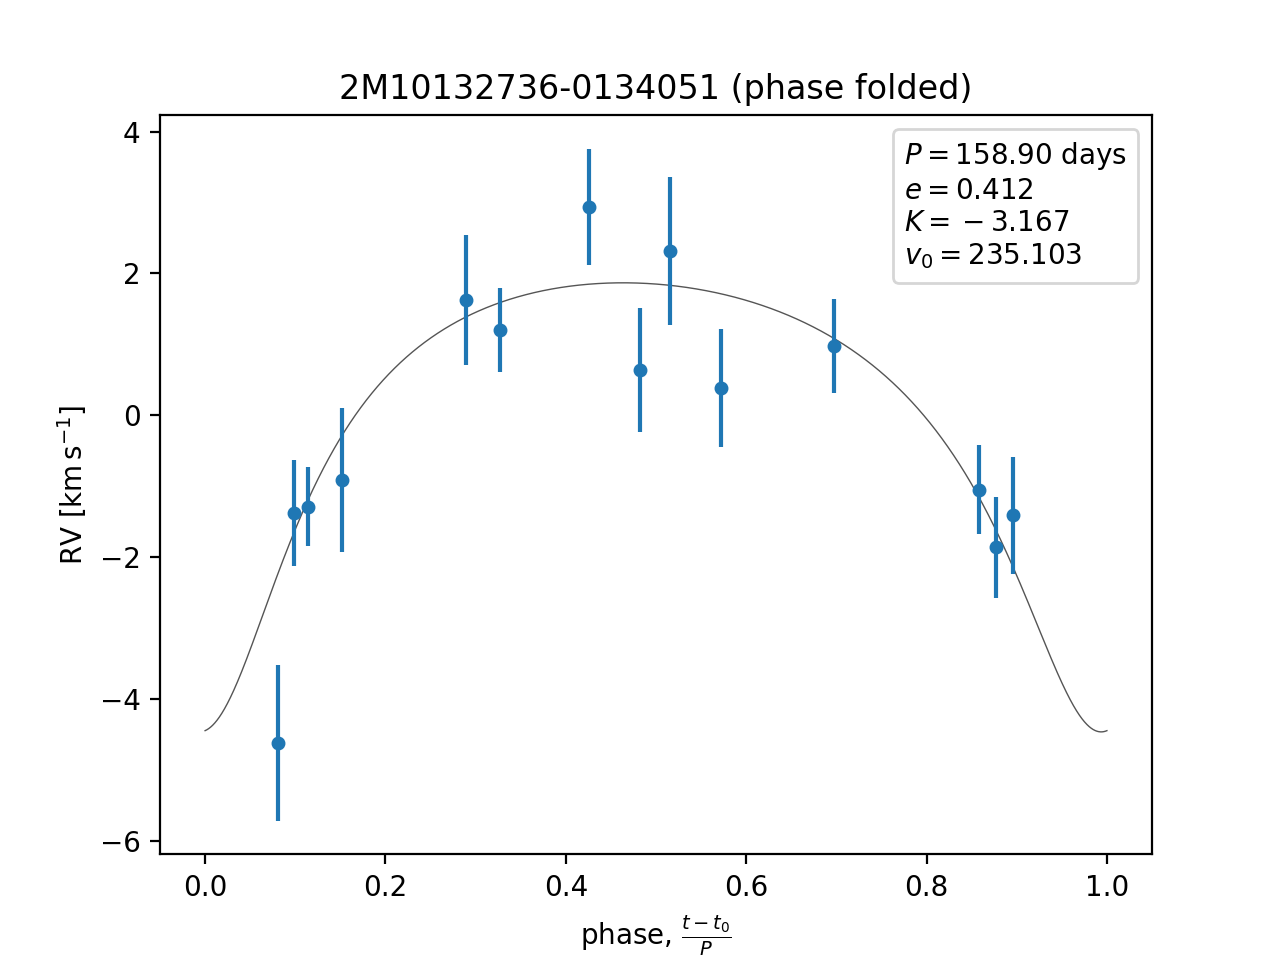 2M10132736-0134051 (phase folded)
P = 158.90 days
e = 0.412
K = − 3.167
v₀ = 235.103
4
2
0
−2
−4
−6
RV [km s⁻¹]
0.0 0.2 0.4 0.6 0.8 1.0
phase, (t − t₀)/P